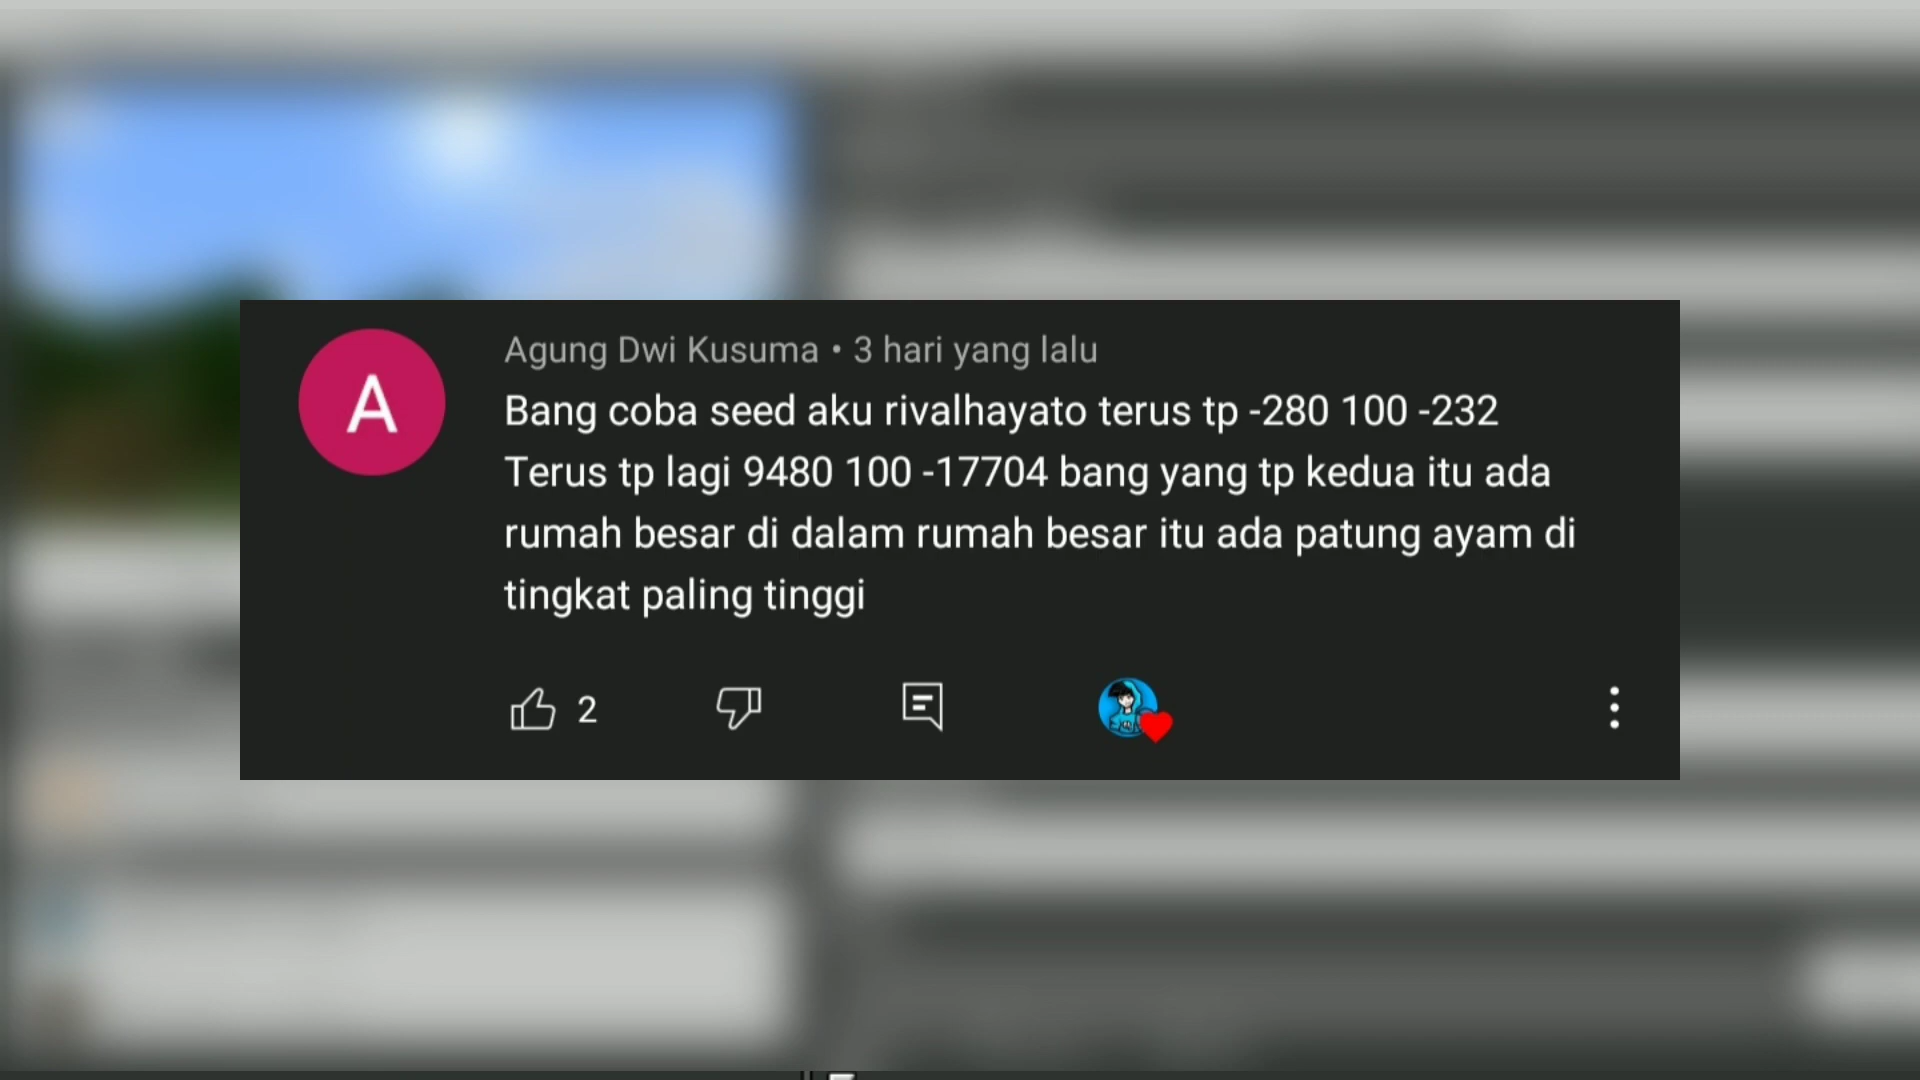 Agung Dwi Kusuma • 3 hari yang lalu
Bang coba seed aku rivalhayato terus tp -280 100 -232
Terus tp lagi 9480 100 -17704 bang yang tp kedua itu ada
rumah besar di dalam rumah besar itu ada patung ayam di
tingkat paling tinggi
A
2